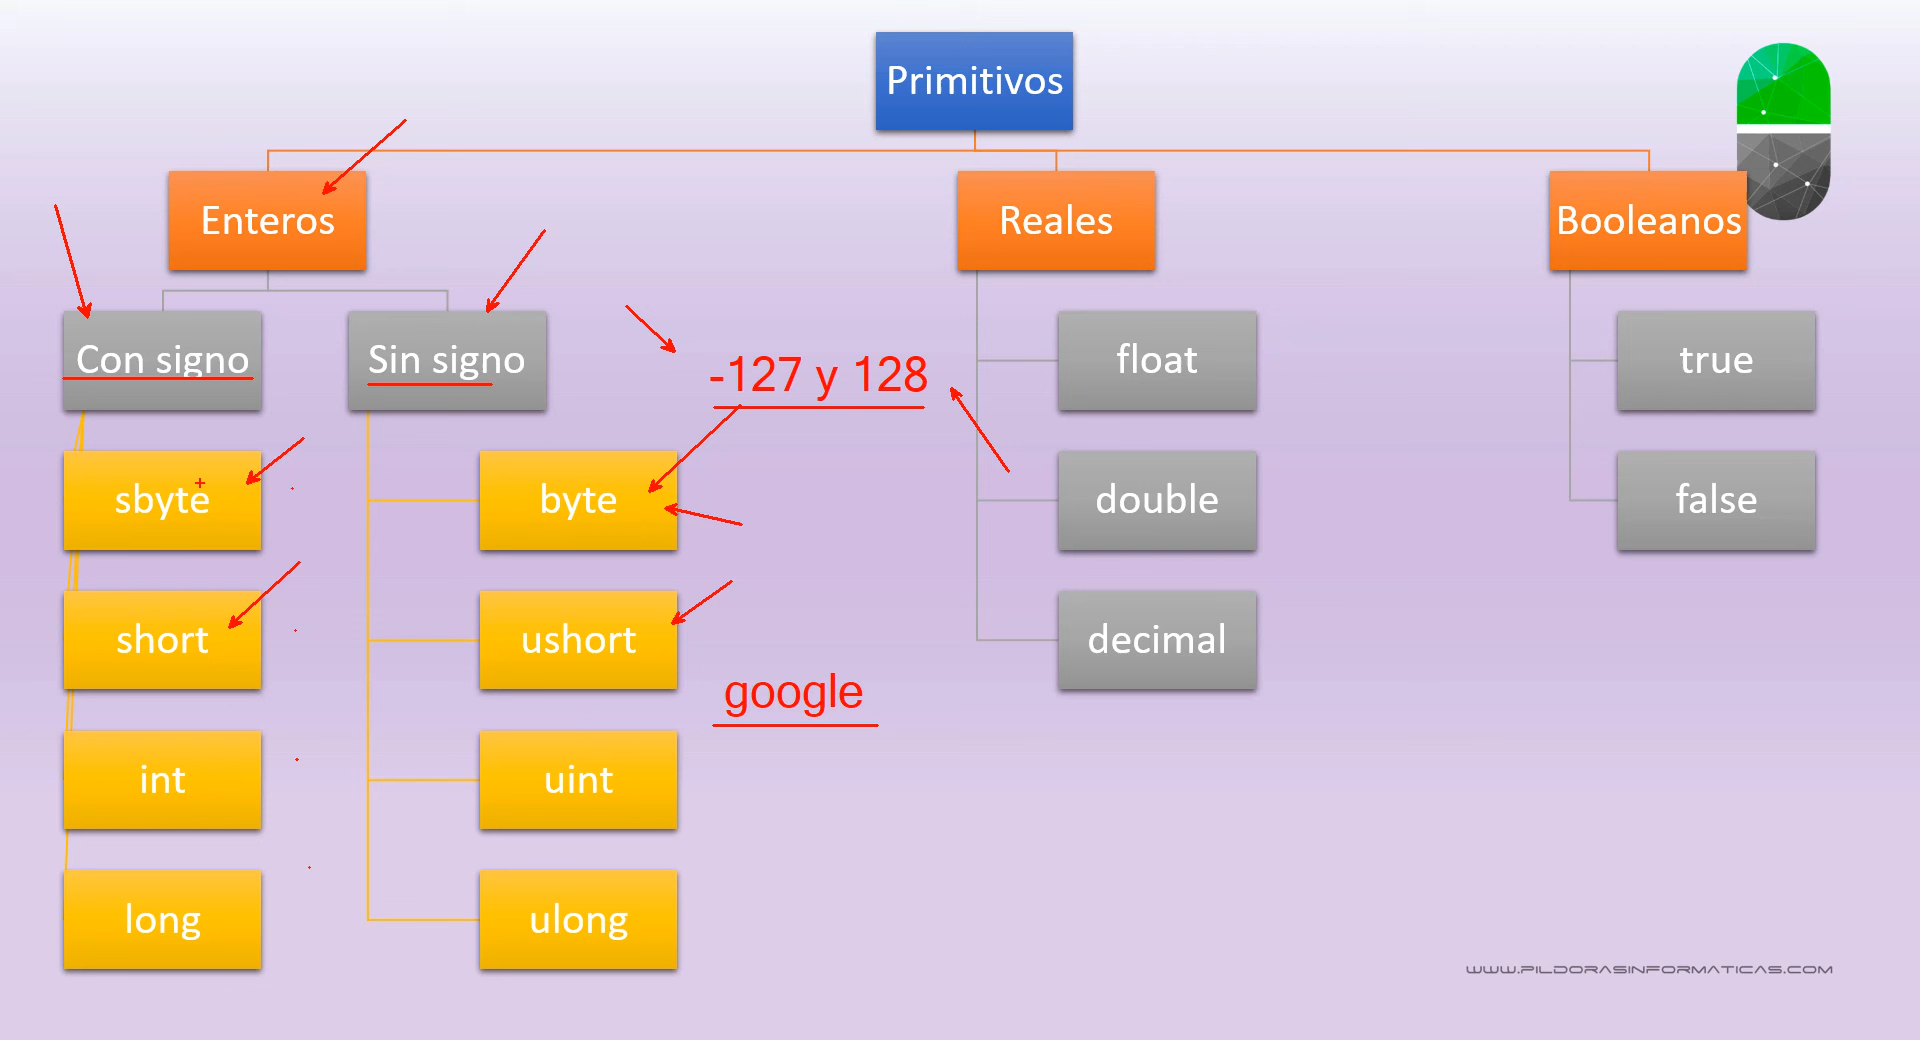 Primitivos
Enteros
Reales
Booleanos
Con signo
Sin signo
-127 y 128
float
true
sbyte
byte
double
false
short
ushort
decimal
google
int
uint
long
ulong
WWW.PILDORASINFORMATICAS.COM